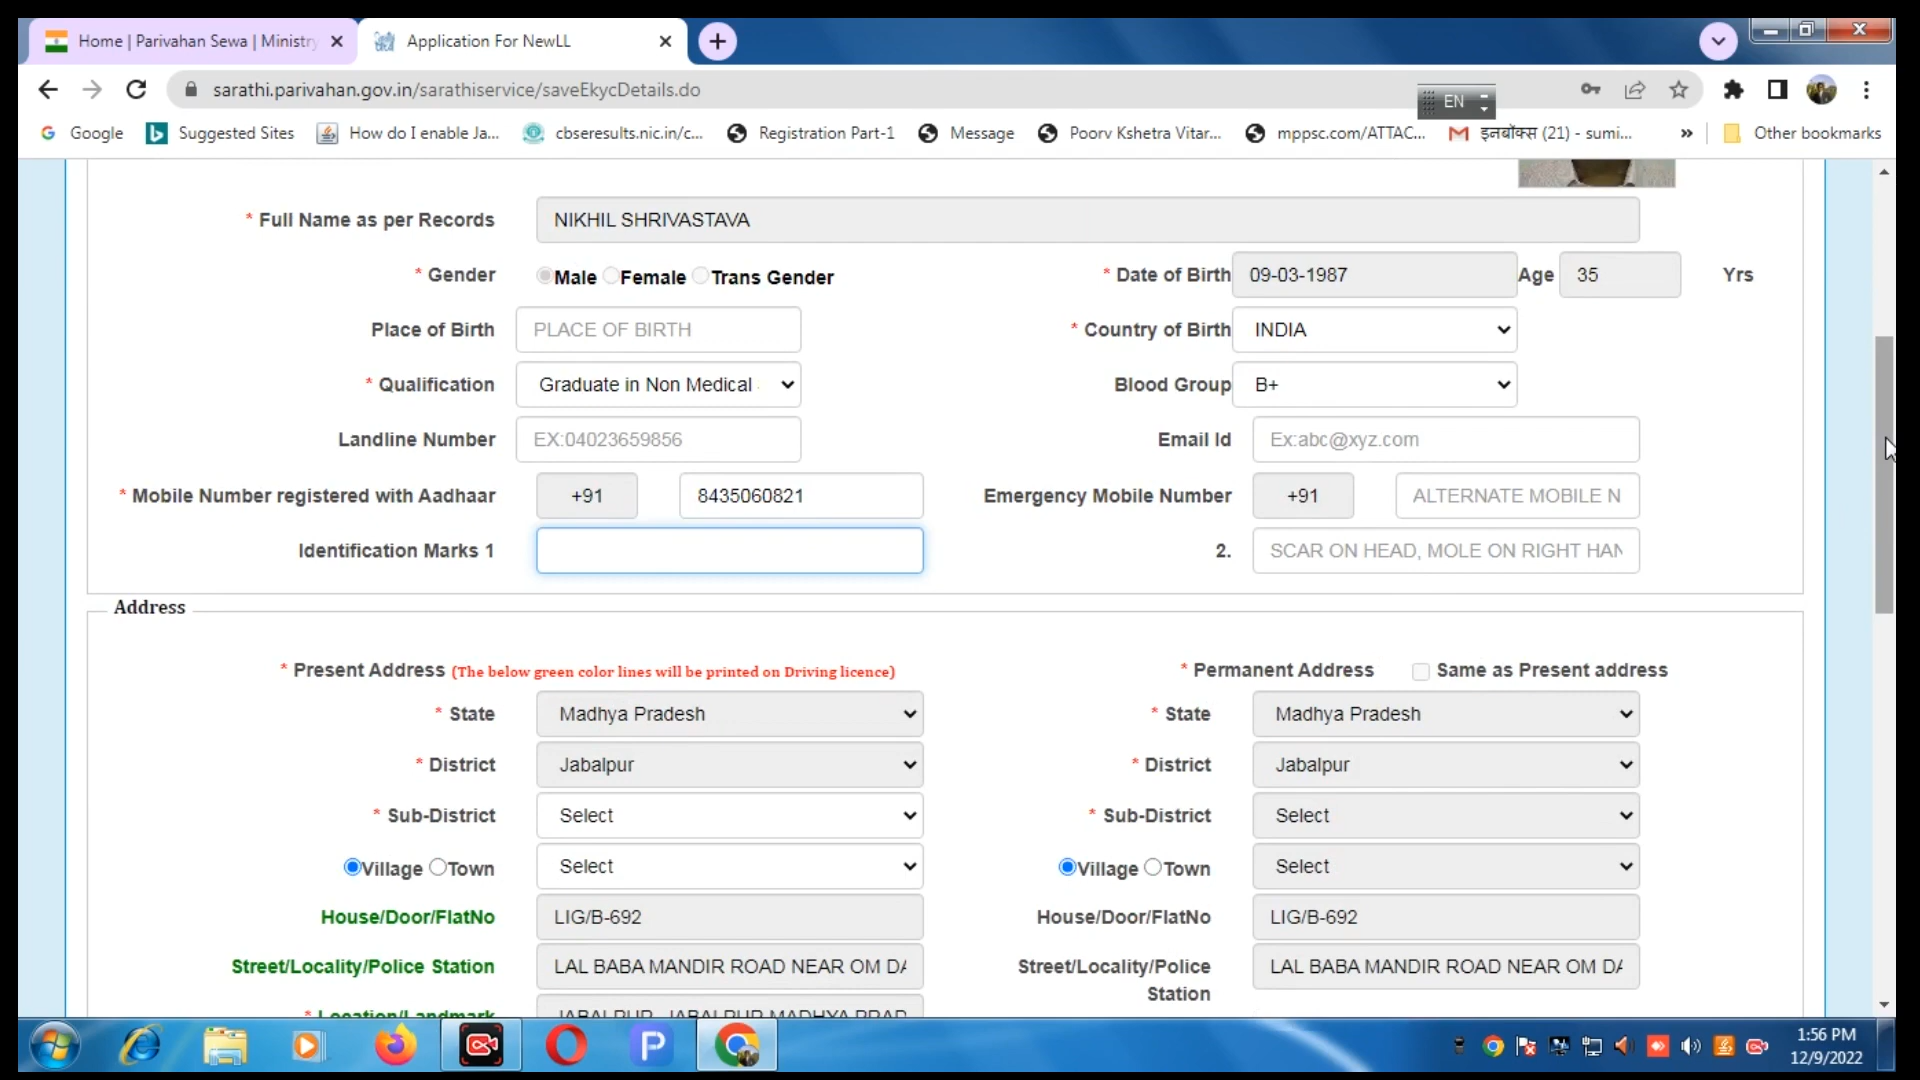 Home | Parivahan Sewa | Ministry
Application For NewLL
sarathi.parivahan.gov.in/sarathiservice/saveEkycDetails.do
EN
Google
Suggested Sites
How do I enable Ja...
cbseresults.nic.in/c...
Registration Part-1
Message
Poorv Kshetra Vitar...
mppsc.com/ATTAC...
इनबॉक्स (21) - sumi...
»
Other bookmarks
* Full Name as per Records NIKHIL SHRIVASTAVA
* Gender Male Female Trans Gender * Date of Birth 09-03-1987 Age 35 Yrs
Place of Birth PLACE OF BIRTH * Country of Birth INDIA
* Qualification Graduate in Non Medical Blood Group B+
Landline Number EX:04023659856 Email Id Ex:abc@xyz.com
* Mobile Number registered with Aadhaar +91 8435060821 Emergency Mobile Number +91 ALTERNATE MOBILE N
Identification Marks 1 2. SCAR ON HEAD, MOLE ON RIGHT HAN
Address
* Present Address (The below green color lines will be printed on Driving licence) * Permanent Address Same as Present address
* State Madhya Pradesh * State Madhya Pradesh
* District Jabalpur * District Jabalpur
* Sub-District Select * Sub-District Select
Village Town Select Village Town Select
House/Door/FlatNo LIG/B-692 House/Door/FlatNo LIG/B-692
Street/Locality/Police Station LAL BABA MANDIR ROAD NEAR OM DA Street/Locality/Police LAL BABA MANDIR ROAD NEAR OM DA
Station
* Location/Landmark JABALPUR, JABALPUR MADHYA PRAD
1:56 PM
12/9/2022